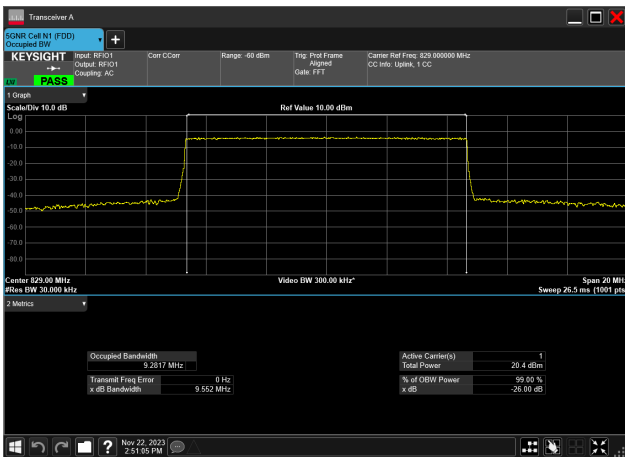 Transceiver A
5GNR Cell N1 (FDD)
Occupied BW
KEYSIGHT
PASS
Input: RFIO1
Output: RFIO1
Coupling: AC
Corr CCorr
Range: -60 dBm
Trig: Prot Frame
Aligned
Gate: FFT
Carrier Ref Freq: 829.000000 MHz
CC Info: Uplink, 1 CC
1 Graph
Scale/Div 10.0 dB
Ref Value 10.00 dBm
Log
0.00
-10.0
-20.0
-30.0
-40.0
-50.0
-60.0
-70.0
-80.0
Center 829.00 MHz
Video BW 300.00 kHz*
Span 20 MHz
#Res BW 30.000 kHz
Sweep 26.5 ms (1001 pts
2 Metrics
Occupied Bandwidth
9.2817 MHz
Transmit Freq Error 0 Hz
x dB Bandwidth 9.552 MHz
Active Carrier(s) 1
Total Power 20.4 dBm
% of OBW Power 99.00 %
x dB -26.00 dB
Nov 22, 2023
2:51:05 PM